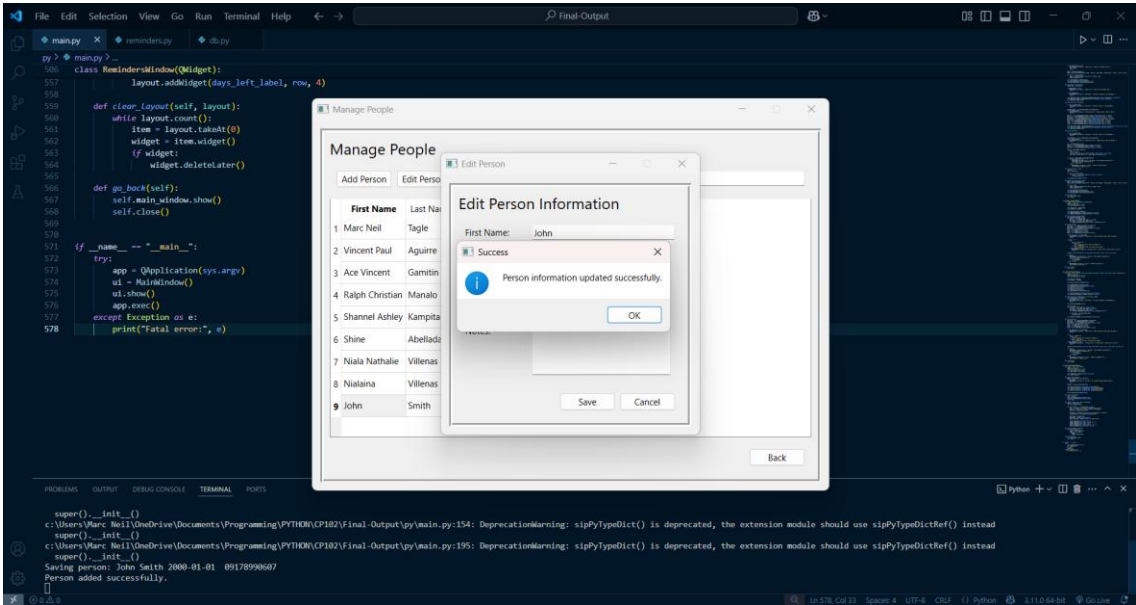 File Edit Selection View Go Run Terminal Help
Final-Output
main.py
reminders.py
db.py
py > main.py > ...
506 class RemindersWindow(QWidget):
557 layout.addWidget(days_left_label, row, 4)
558
559 def clear_layout(self, layout):
560 while layout.count():
561 item = layout.takeAt(0)
562 widget = item.widget()
563 if widget:
564 widget.deleteLater()
565
566 def go_back(self):
567 self.main_window.show()
568 self.close()
569
570
571 if __name__ == "__main__":
572 try:
573 app = QApplication(sys.argv)
574 ui = MainWindow()
575 ui.show()
576 app.exec()
577 except Exception as e:
578 print("Fatal error:", e)
Manage People
Manage People
Add Person
Edit Perso
First Name Last Na
1 Marc Neil Tagle
2 Vincent Paul Aguirre
3 Ace Vincent Gamitin
4 Ralph Christian Manalo
5 Shannel Ashley Kampita
6 Shine Abellada
7 Niala Nathalie Villenas
8 Nialaina Villenas
9 John Smith
Back
Edit Person
Edit Person Information
First Name: John
Success
Person information updated successfully.
OK
Notes:
Save
Cancel
PROBLEMS OUTPUT DEBUG CONSOLE TERMINAL PORTS
Python
super().__init__()
c:\Users\Marc Neil\OneDrive\Documents\Programming\PYTHON\CP102\Final-Output\py\main.py:154: DeprecationWarning: sipPyTypeDict() is deprecated, the extension module should use sipPyTypeDictRef() instead
super().__init__()
c:\Users\Marc Neil\OneDrive\Documents\Programming\PYTHON\CP102\Final-Output\py\main.py:195: DeprecationWarning: sipPyTypeDict() is deprecated, the extension module should use sipPyTypeDictRef() instead
super().__init__()
Saving person: John Smith 2000-01-01 09178990607
Person added successfully.
0 0 Ln 578, Col 33 Spaces: 4 UTF-8 CRLF {} Python 3.11.0 64-bit Go Live